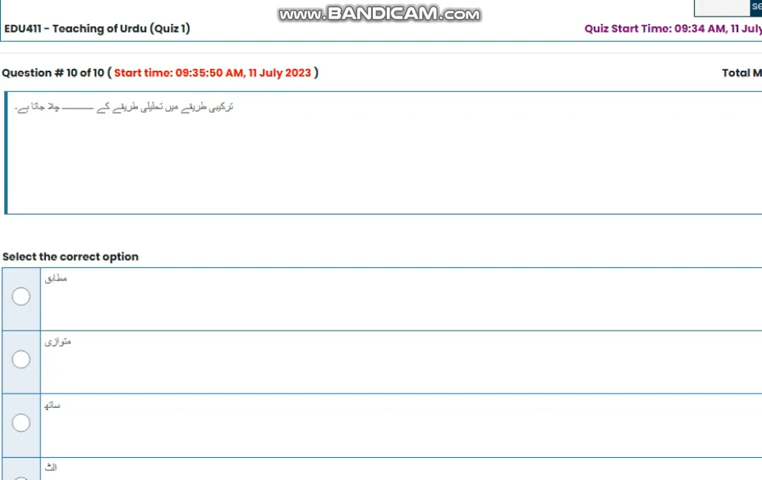 www.BANDICAM.com
se
EDU411 - Teaching of Urdu (Quiz 1)
Quiz Start Time: 09:34 AM, 11 July
Question # 10 of 10 ( Start time: 09:35:50 AM, 11 July 2023 )
Total M
ترکیبی طریقے میں تحلیلی طریقے کے ـــــــــــ چلا جاتا ہے۔
Select the correct option
مطابق
متوازی
ساتھ
الٹ